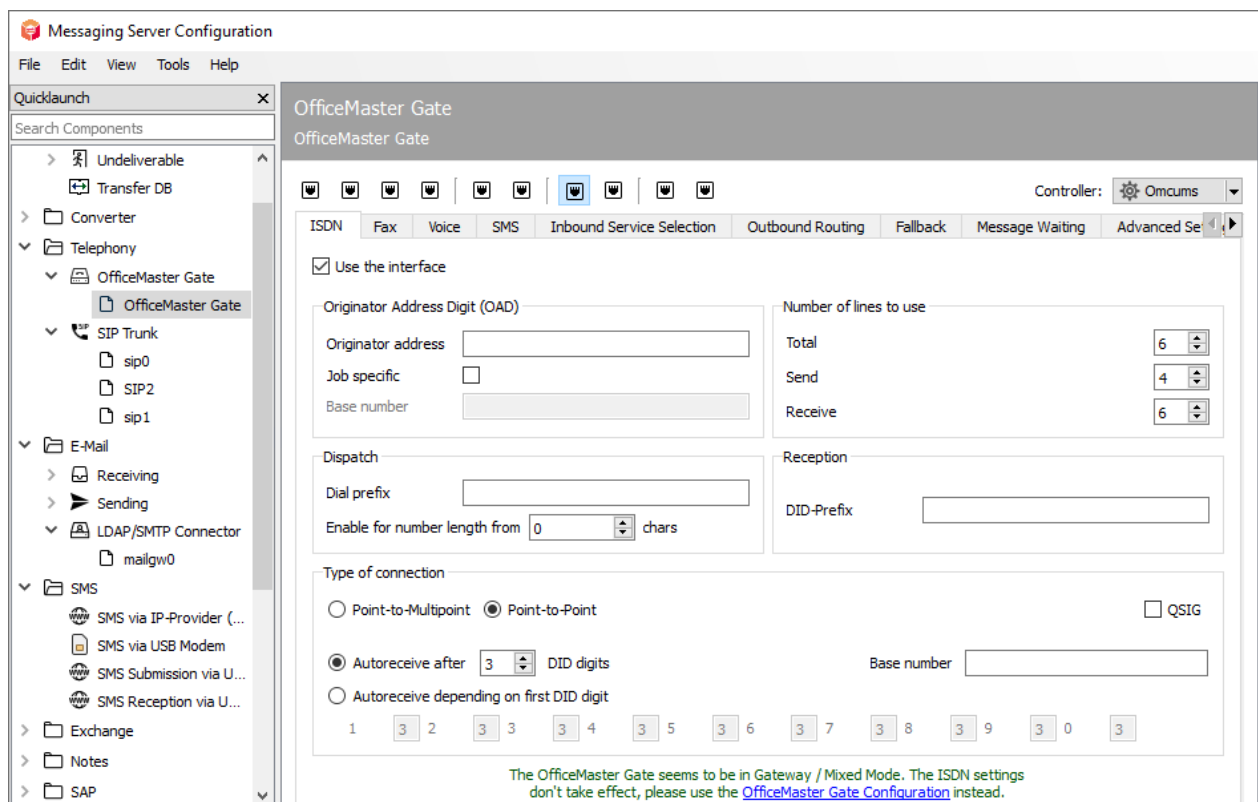 Messaging Server Configuration
File Edit View Tools Help
Quicklaunch
Search Components
Undeliverable
Transfer DB
Converter
Telephony
OfficeMaster Gate
OfficeMaster Gate
SIP Trunk
sip0
SIP2
sip1
E-Mail
Receiving
Sending
LDAP/SMTP Connector
mailgw0
SMS
SMS via IP-Provider (...
SMS via USB Modem
SMS Submission via U...
SMS Reception via U...
Exchange
Notes
SAP
OfficeMaster Gate
OfficeMaster Gate
Controller: Omcums
ISDN Fax Voice SMS Inbound Service Selection Outbound Routing Fallback Message Waiting Advanced Se
Use the interface
Originator Address Digit (OAD)
Originator address
Job specific
Base number
Number of lines to use
Total 6
Send 4
Receive 6
Dispatch
Dial prefix
Enable for number length from 0 chars
Reception
DID-Prefix
Type of connection
Point-to-Multipoint Point-to-Point QSIG
Autoreceive after 3 DID digits Base number
Autoreceive depending on first DID digit
1 3 2 3 3 3 4 3 5 3 6 3 7 3 8 3 9 3 0 3
The OfficeMaster Gate seems to be in Gateway / Mixed Mode. The ISDN settings
don't take effect, please use the OfficeMaster Gate Configuration instead.